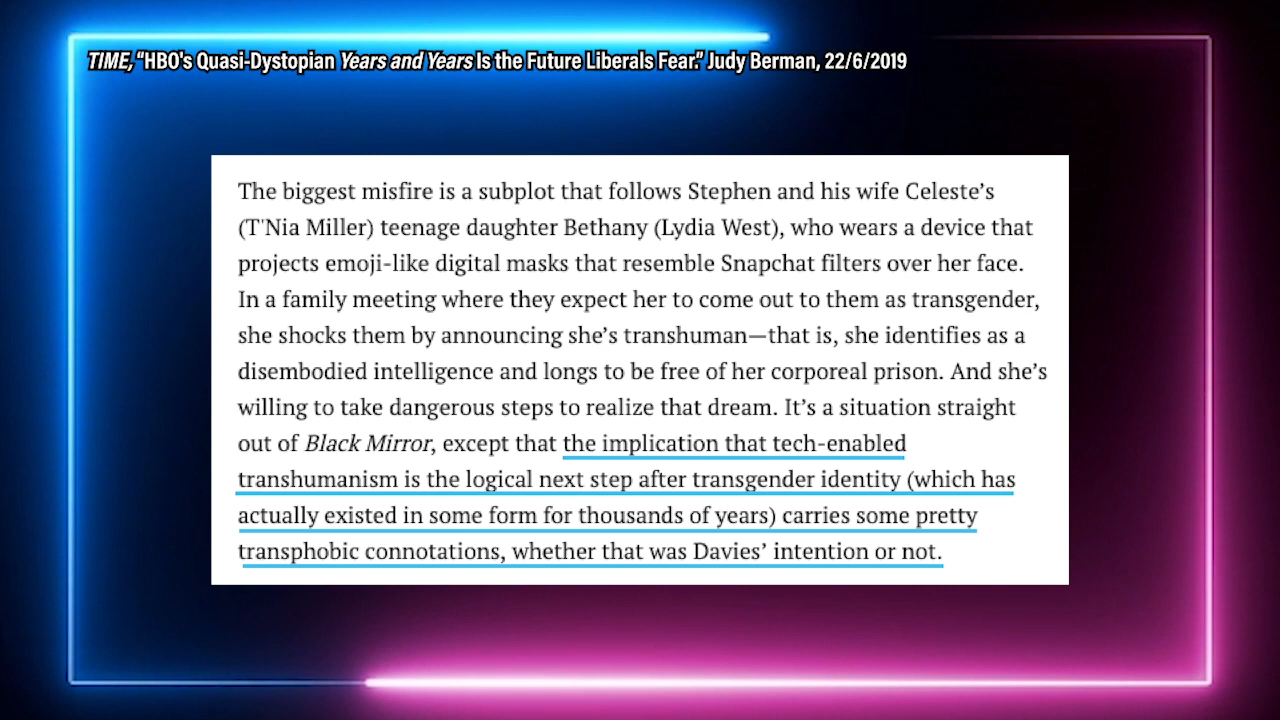 TIME, "HBO's Quasi-Dystopian Years and Years Is the Future Liberals Fear." Judy Berman, 22/6/2019
The biggest misfire is a subplot that follows Stephen and his wife Celeste’s
(T'Nia Miller) teenage daughter Bethany (Lydia West), who wears a device that
projects emoji-like digital masks that resemble Snapchat filters over her face.
In a family meeting where they expect her to come out to them as transgender,
she shocks them by announcing she’s transhuman—that is, she identifies as a
disembodied intelligence and longs to be free of her corporeal prison. And she’s
willing to take dangerous steps to realize that dream. It’s a situation straight
out of Black Mirror, except that the implication that tech-enabled
transhumanism is the logical next step after transgender identity (which has
actually existed in some form for thousands of years) carries some pretty
transphobic connotations, whether that was Davies’ intention or not.